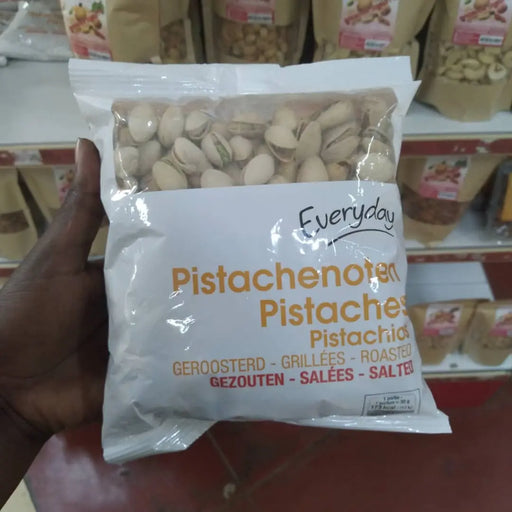 Everyday
Pistachenoten
Pistaches
Pistachios
GEROOSTERD - GRILLÉES - ROASTED
GEZOUTEN - SALÉES - SALTED